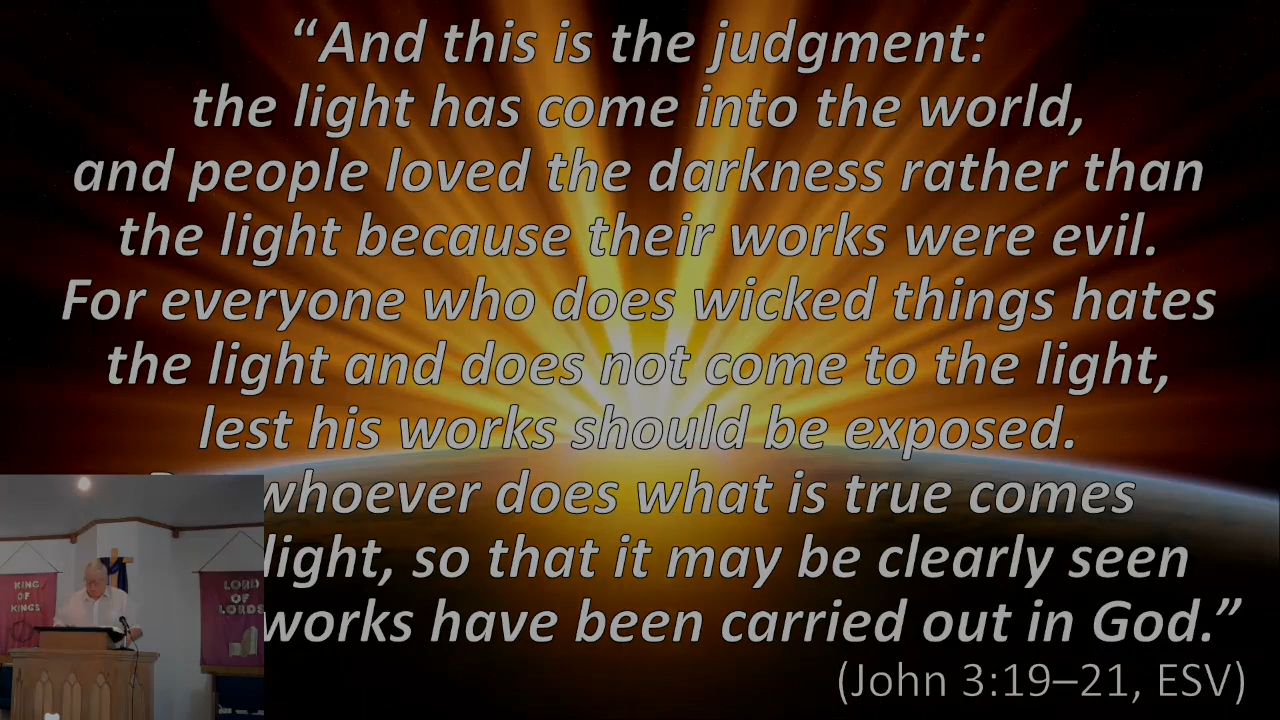 “And this is the judgment:
the light has come into the world,
and people loved the darkness rather than
the light because their works were evil.
For everyone who does wicked things hates
the light and does not come to the light,
lest his works should be exposed.
whoever does what is true comes
light, so that it may be clearly seen
works have been carried out in God.”
(John 3:19–21, ESV)
KING
OF
KINGS
LORD
OF
LORDS